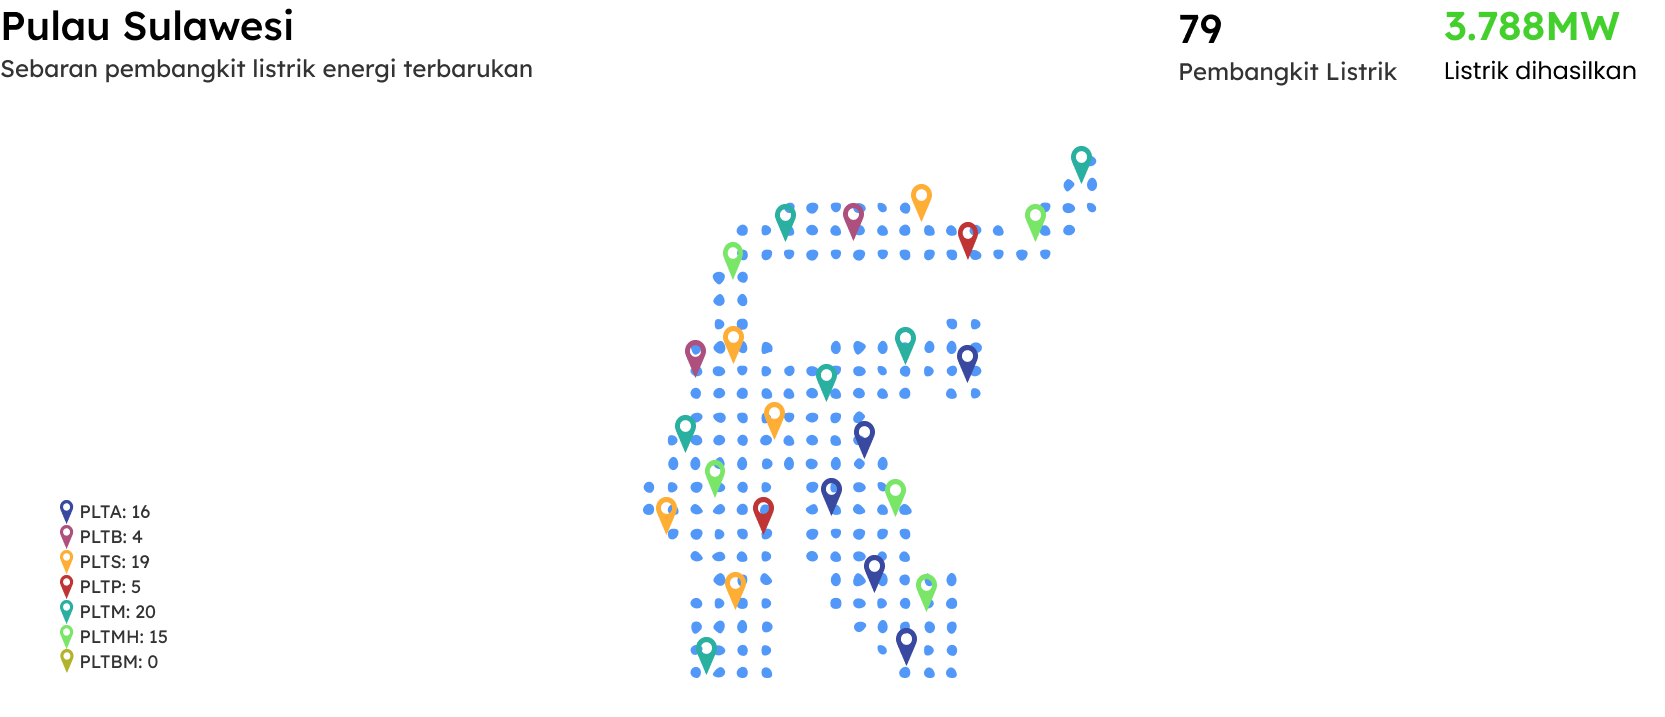 Pulau Sulawesi
Sebaran pembangkit listrik energi terbarukan
79
Pembangkit Listrik
3.788MW
Listrik dihasilkan
PLTA: 16
PLTB: 4
PLTS: 19
PLTP: 5
PLTM: 20
PLTMH: 15
PLTBM: 0